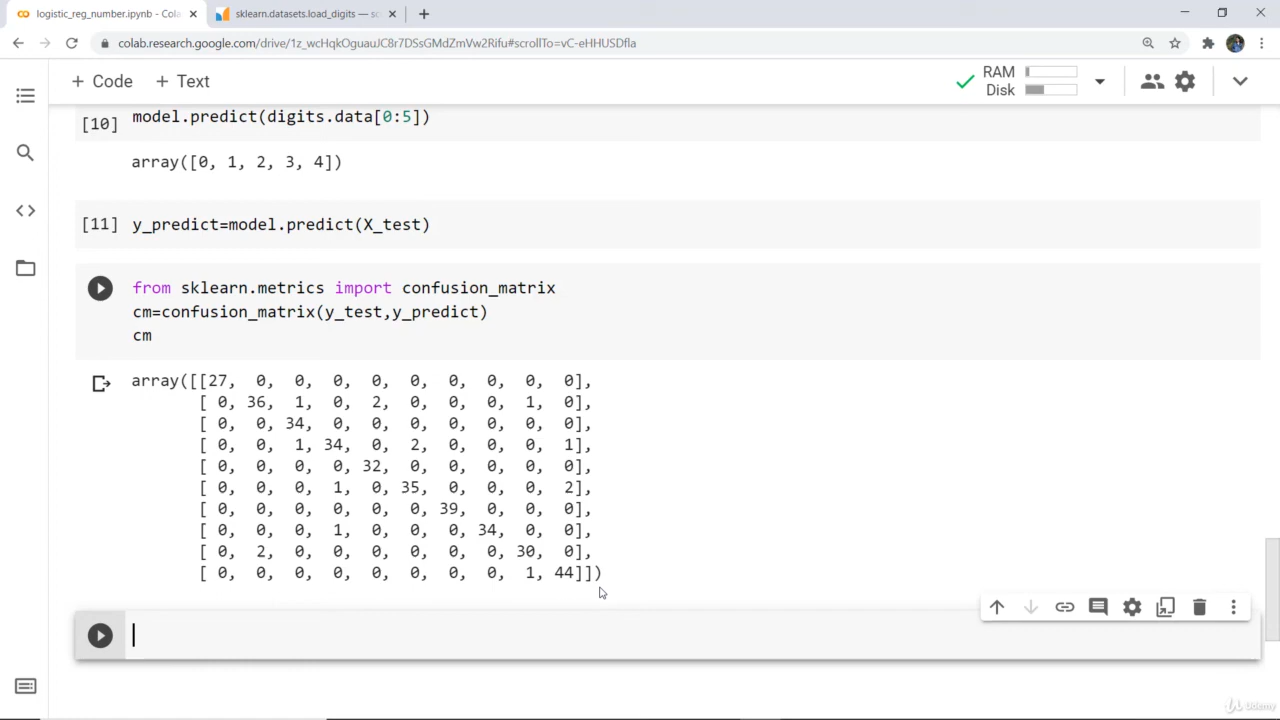 logistic_reg_number.ipynb - Cola
sklearn.datasets.load_digits — sc
colab.research.google.com/drive/1z_wcHqkOguauJC8r7DSsGMdZmVw2Rifu#scrollTo=vC-eHHUSDfla
+ Code + Text
RAM
Disk
model.predict(digits.data[0:5])
[10]
array([0, 1, 2, 3, 4])
[11] y_predict=model.predict(X_test)
from sklearn.metrics import confusion_matrix
cm=confusion_matrix(y_test,y_predict)
cm
array([[27, 0, 0, 0, 0, 0, 0, 0, 0, 0],
[ 0, 36, 1, 0, 2, 0, 0, 0, 1, 0],
[ 0, 0, 34, 0, 0, 0, 0, 0, 0, 0],
[ 0, 0, 1, 34, 0, 2, 0, 0, 0, 1],
[ 0, 0, 0, 0, 32, 0, 0, 0, 0, 0],
[ 0, 0, 0, 1, 0, 35, 0, 0, 0, 2],
[ 0, 0, 0, 0, 0, 0, 39, 0, 0, 0],
[ 0, 0, 0, 1, 0, 0, 0, 34, 0, 0],
[ 0, 2, 0, 0, 0, 0, 0, 0, 30, 0],
[ 0, 0, 0, 0, 0, 0, 0, 0, 1, 44]])
Udemy